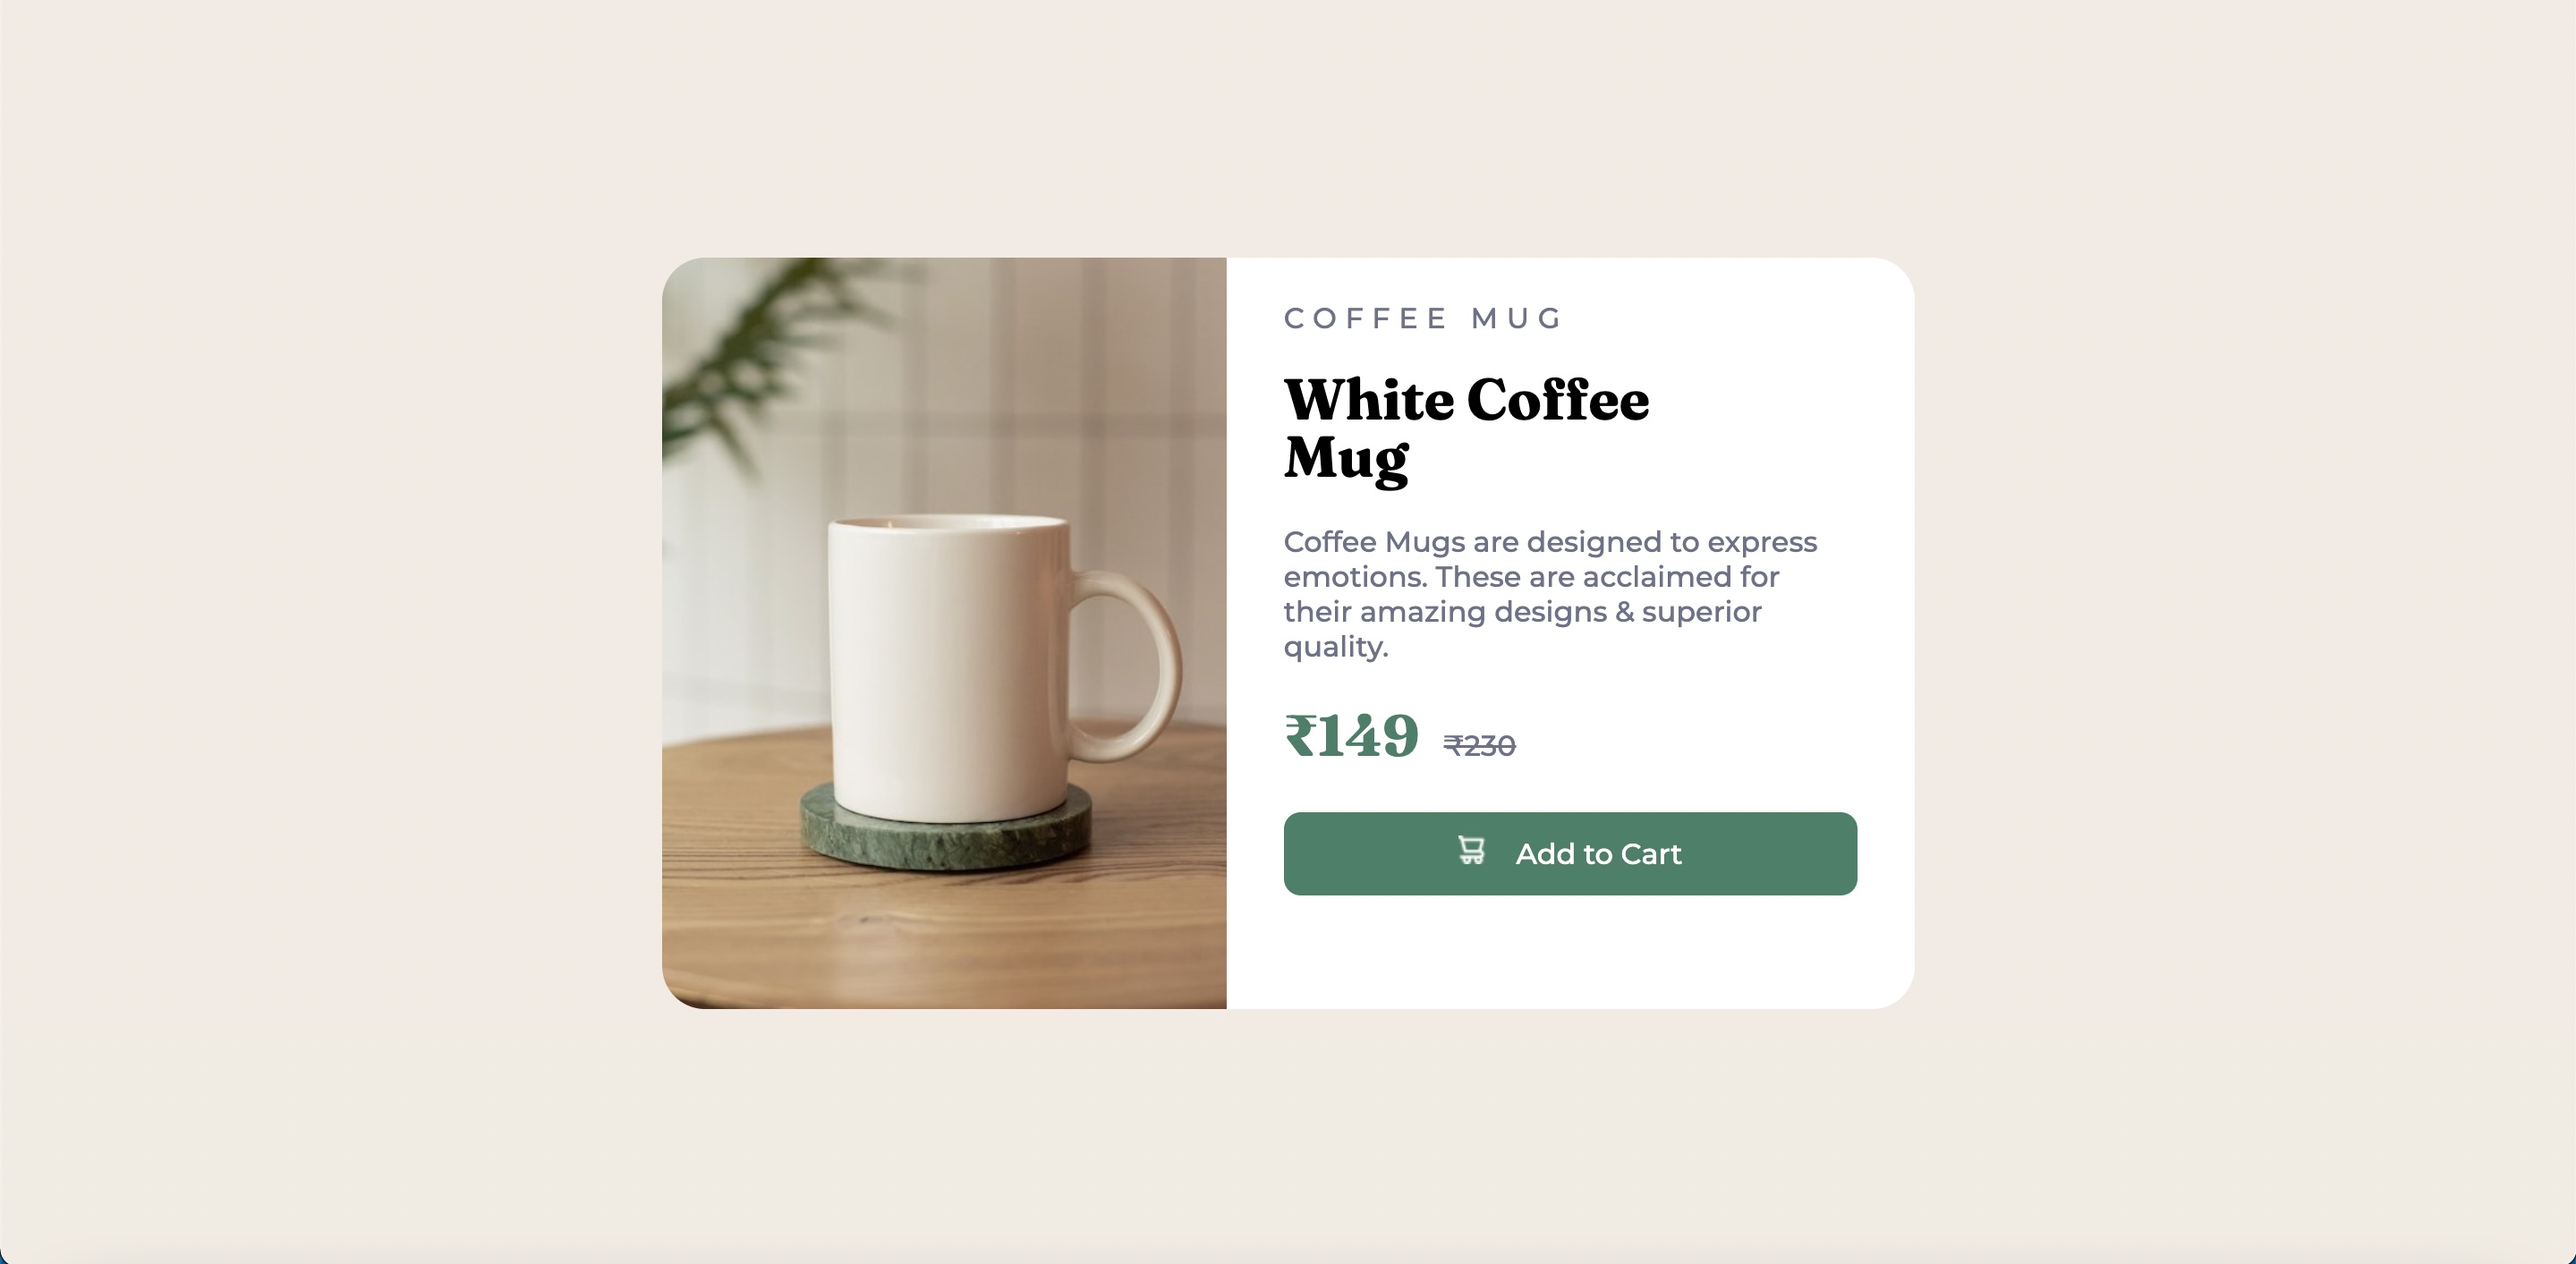 COFFEE MUG
White Coffee
Mug
Coffee Mugs are designed to express
emotions. These are acclaimed for
their amazing designs & superior
quality.
₹149 ₹230
Add to Cart